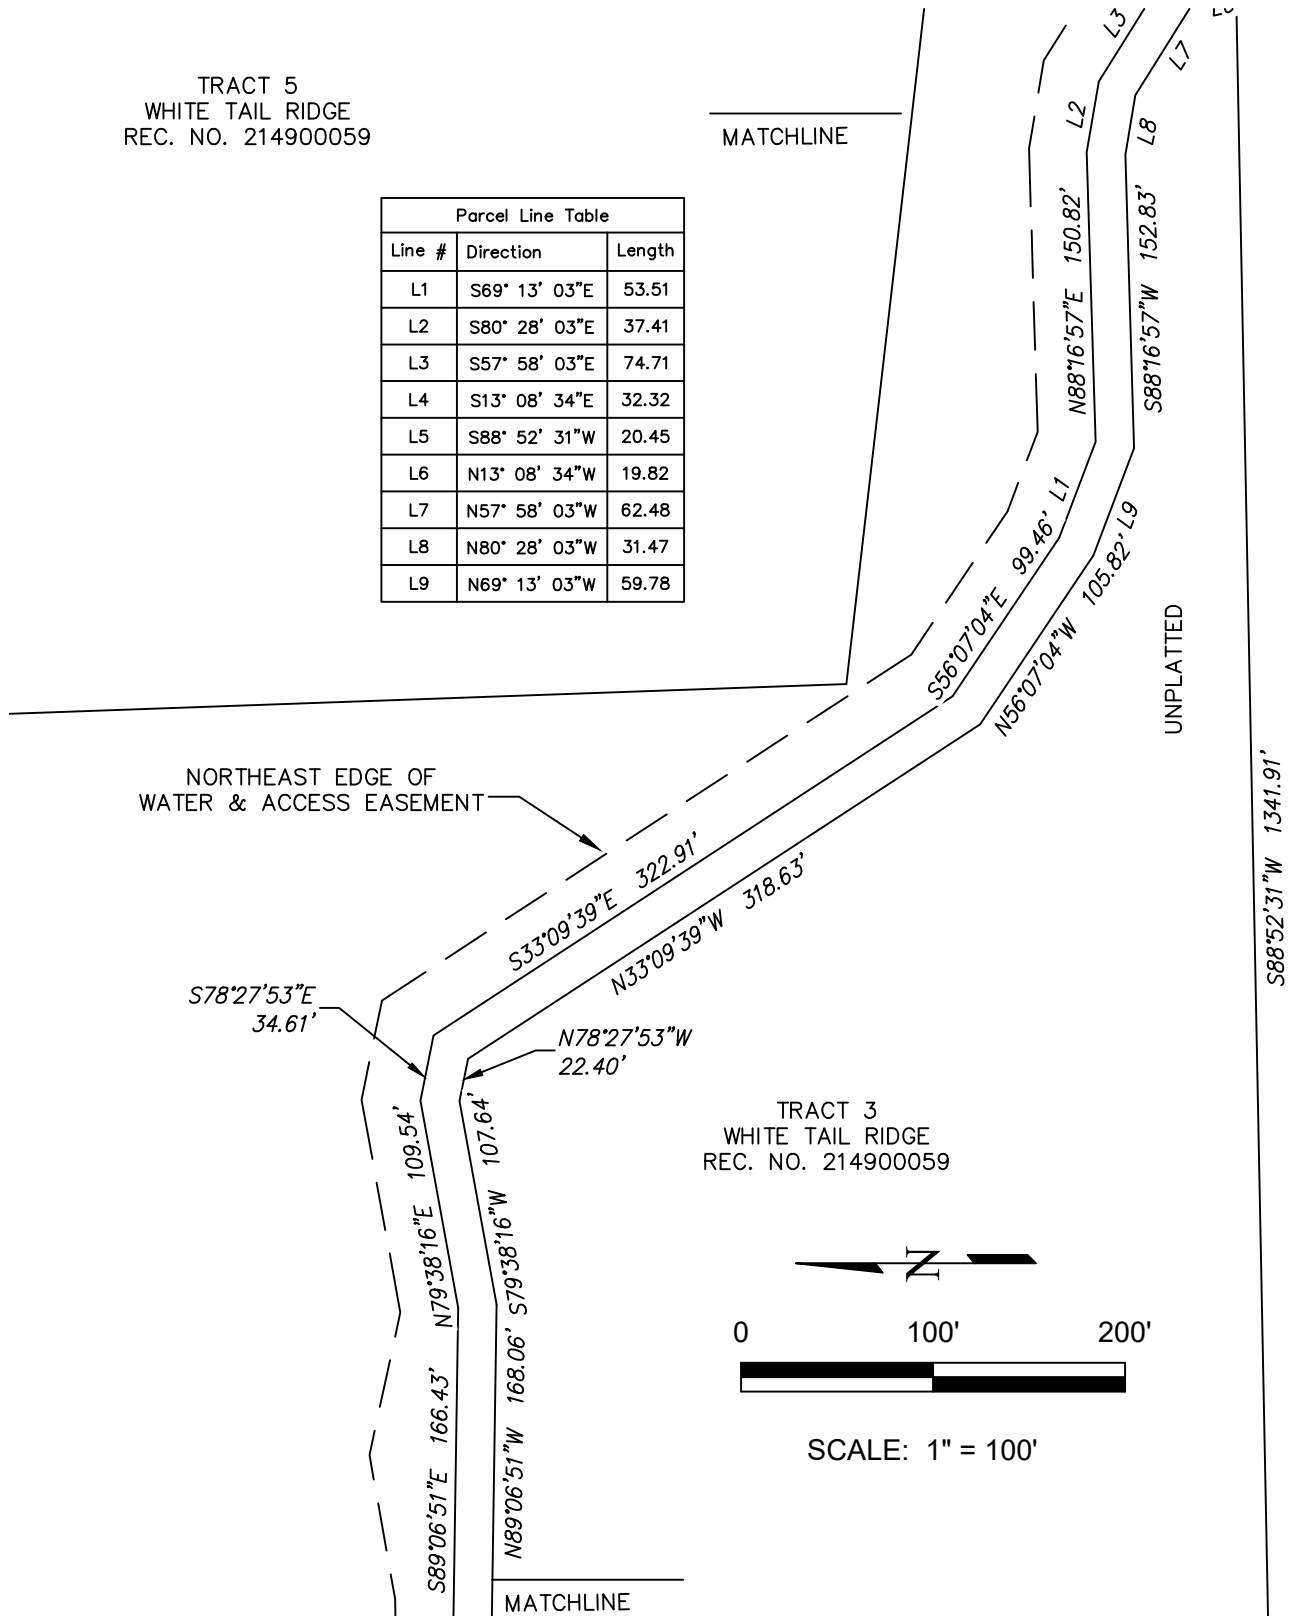 TRACT 5
WHITE TAIL RIDGE
REC. NO. 214900059
MATCHLINE
L3
L7
L2
L8
Parcel Line Table
Line # Direction Length
L1 S69° 13' 03"E 53.51
L2 S80° 28' 03"E 37.41
L3 S57° 58' 03"E 74.71
L4 S13° 08' 34"E 32.32
L5 S88° 52' 31"W 20.45
L6 N13° 08' 34"W 19.82
L7 N57° 58' 03"W 62.48
L8 N80° 28' 03"W 31.47
L9 N69° 13' 03"W 59.78
N88°16'57"E 150.82'
S88°16'57"W 152.83'
S56°07'04"E 99.46' L1
N56°07'04"W 105.82' L9
UNPLATTED
S88°52'31"W 1341.91'
NORTHEAST EDGE OF
WATER & ACCESS EASEMENT
S33°09'39"E 322.91'
N33°09'39"W 318.63'
S78°27'53"E
34.61'
N78°27'53"W
22.40'
N79°38'16"E 109.54'
S79°38'16"W 107.64'
TRACT 3
WHITE TAIL RIDGE
REC. NO. 214900059
N
0 100' 200'
SCALE: 1" = 100'
S89°06'51"E 166.43'
N89°06'51"W 168.06'
MATCHLINE